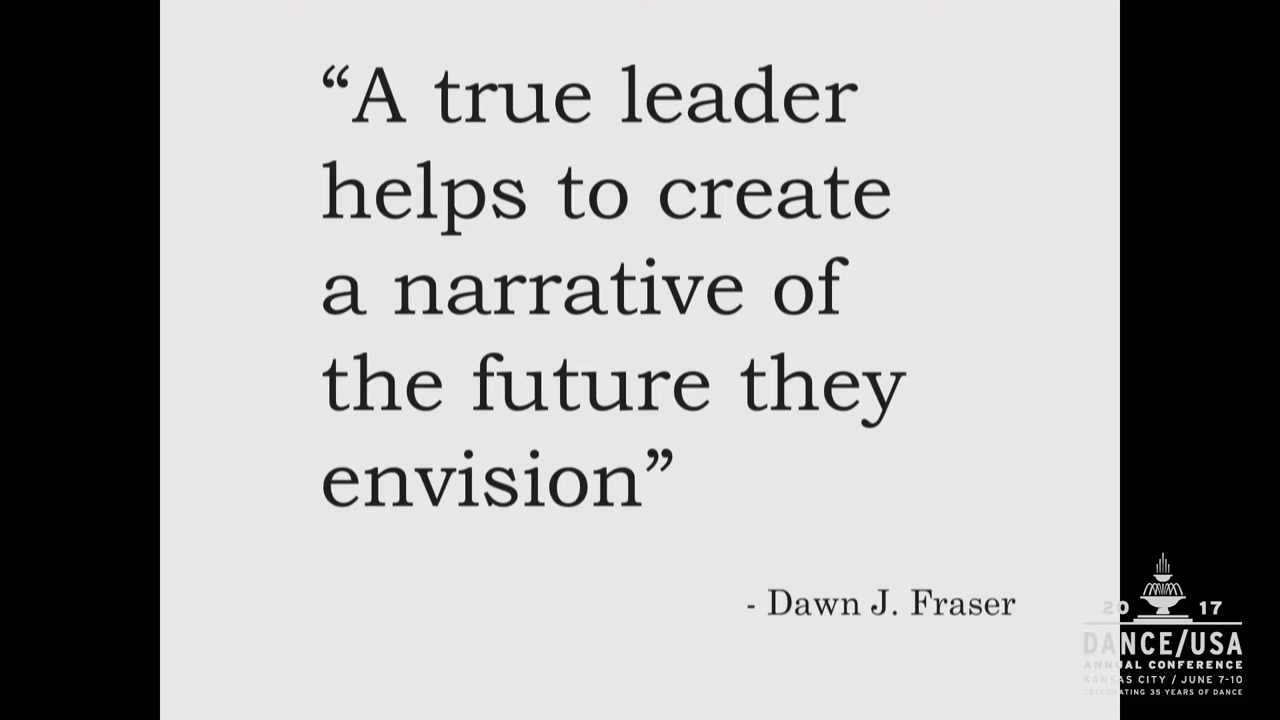 “A true leader
helps to create
a narrative of
the future they
envision”
- Dawn J. Fraser
20 17
DANCE/USA
ANNUAL CONFERENCE
KANSAS CITY / JUNE 7-10
CELEBRATING 35 YEARS OF DANCE